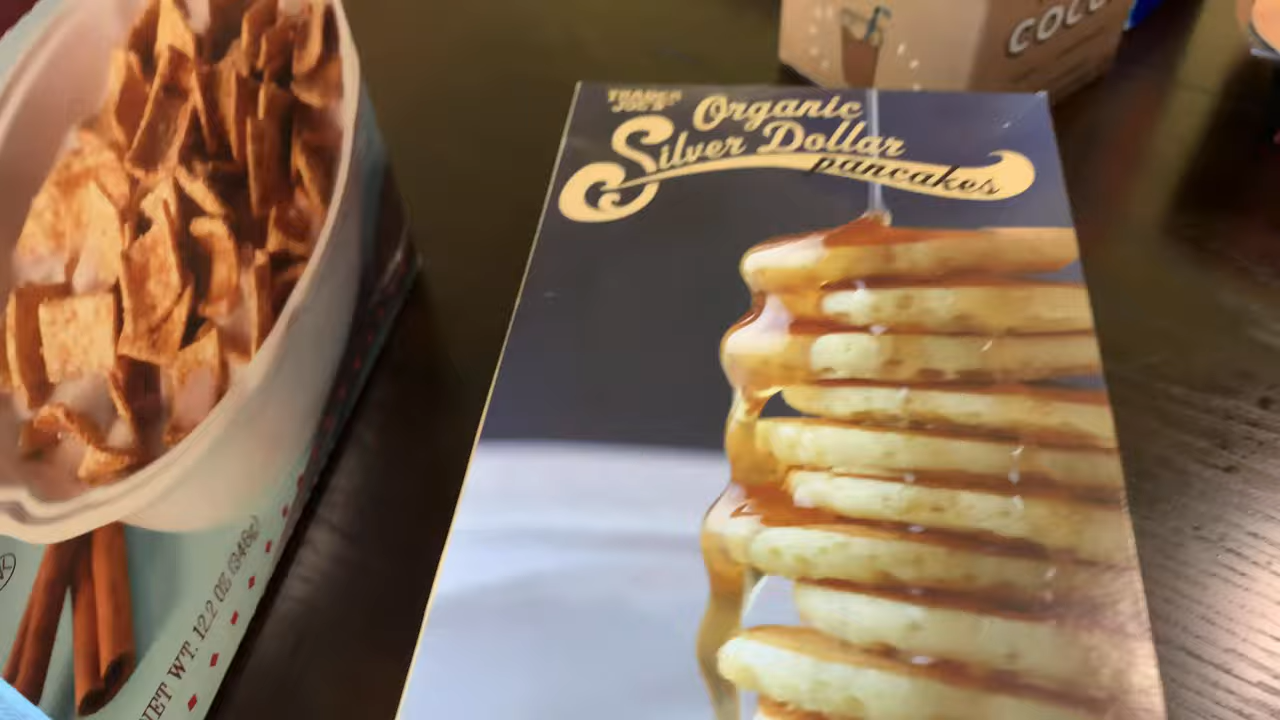 TRADER
JOE'S
Organic
Silver Dollar
pancakes
NET WT. 12.2 OZ (346g)
K